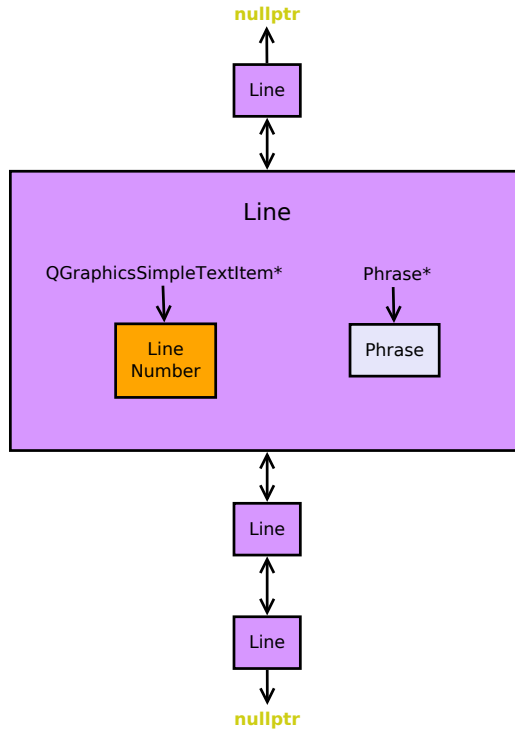 nullptr
Line
Line
QGraphicsSimpleTextItem*
Phrase*
Line
Number
Phrase
Line
Line
nullptr